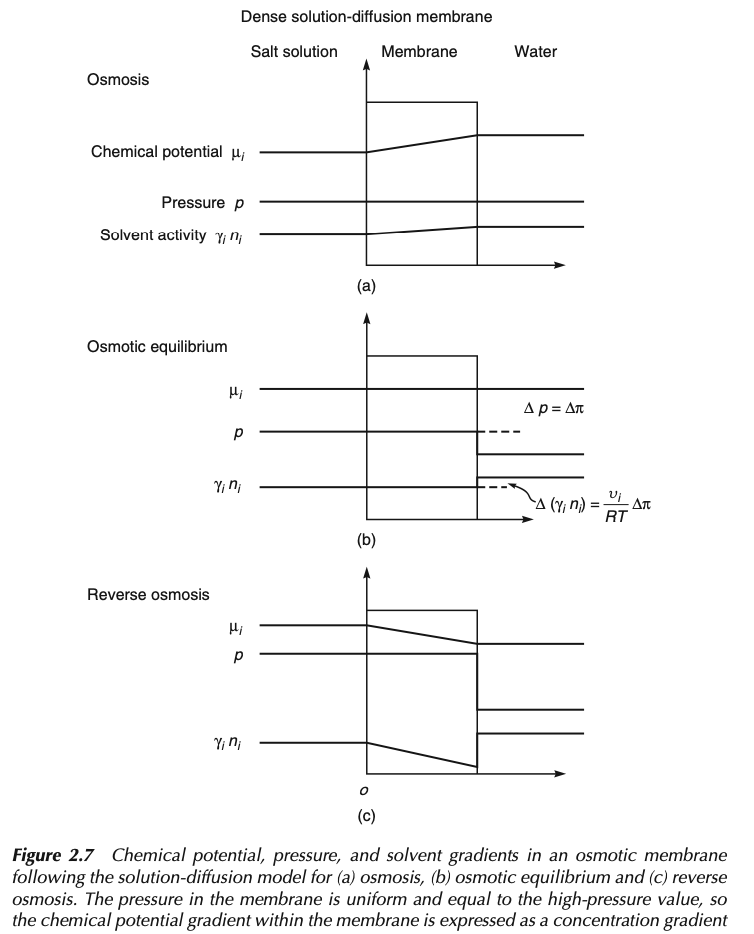 Dense solution-diffusion membrane
Salt solution Membrane Water
Osmosis
Chemical potential μi
Pressure p
Solvent activity γi ni
(a)
Osmotic equilibrium
μi
Δ p = Δπ
p
γi ni
Δ (γi ni) = υi/RT Δπ
(b)
Reverse osmosis
μi
p
γi ni
o
(c)
Figure 2.7 Chemical potential, pressure, and solvent gradients in an osmotic membrane
following the solution-diffusion model for (a) osmosis, (b) osmotic equilibrium and (c) reverse
osmosis. The pressure in the membrane is uniform and equal to the high-pressure value, so
the chemical potential gradient within the membrane is expressed as a concentration gradient